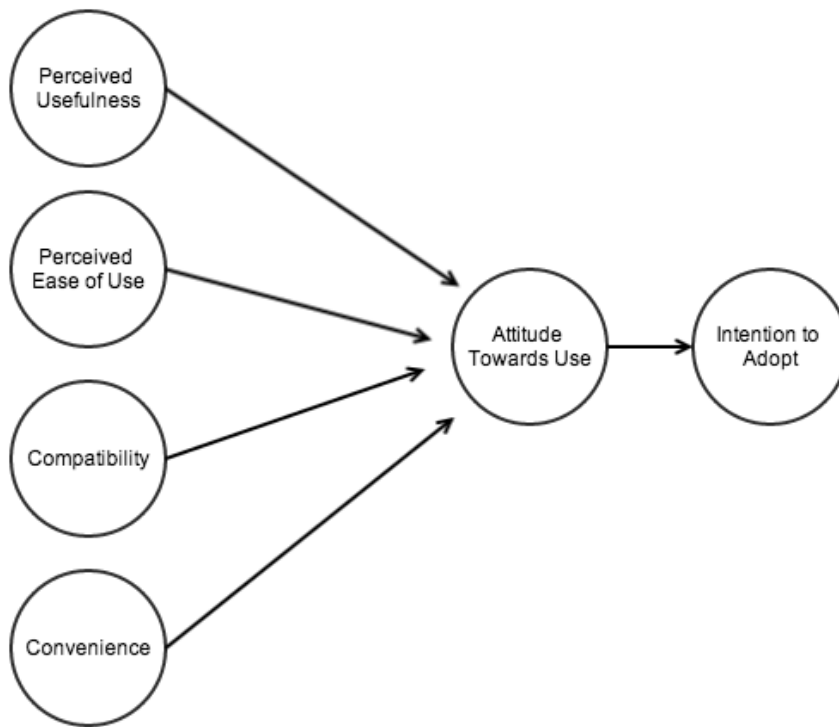 Perceived
Usefulness
Perceived
Ease of Use
Attitude
Towards Use
Intention to
Adopt
Compatibility
Convenience